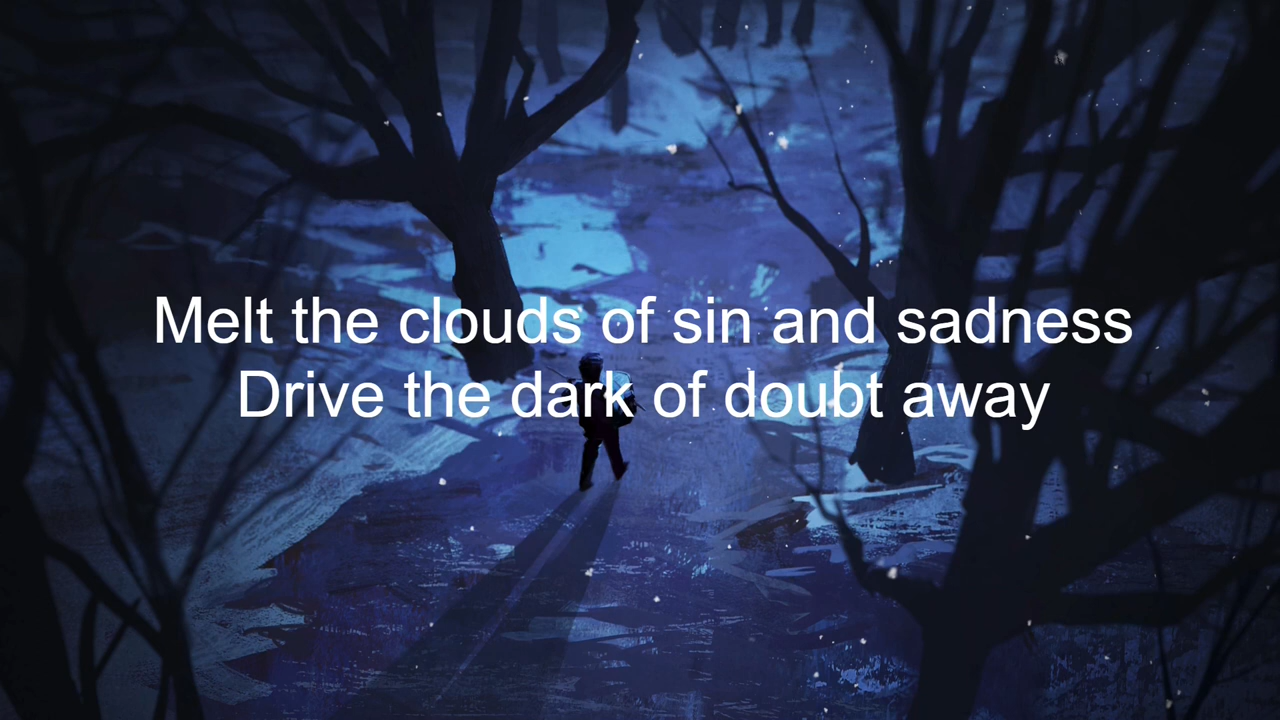 Melt the clouds of sin and sadness
Drive the dark of doubt away